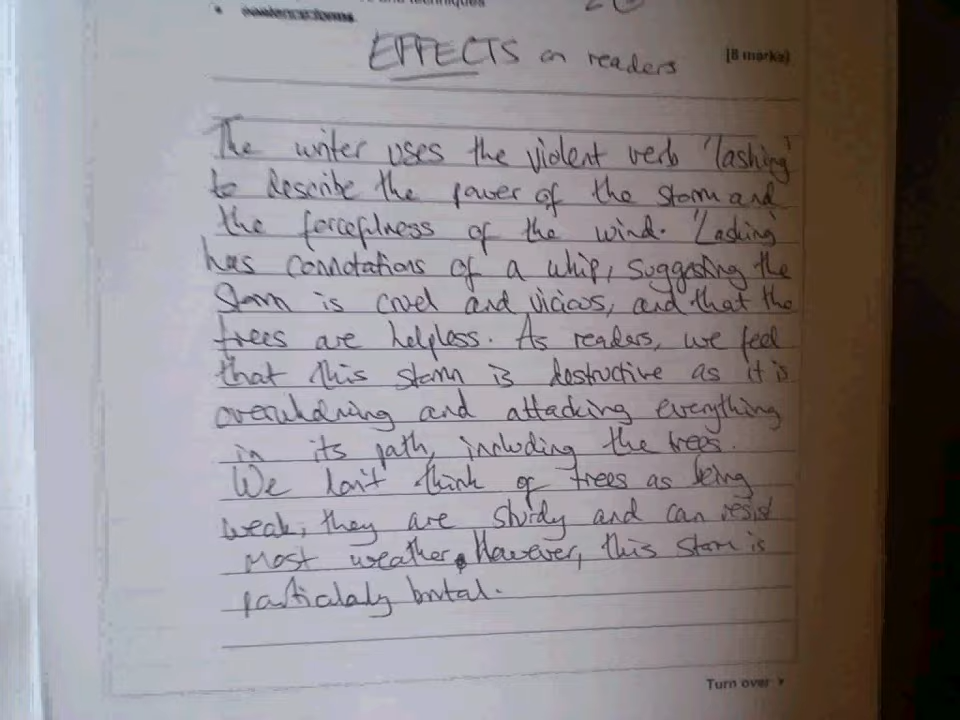 and techniques
EFFECTS on readers
[8 marks]
The writer uses the violent verb 'lashing'
to describe the power of the storm and
the forcefulness of the wind. 'Lashing'
has connotations of a whip, suggesting the
storm is cruel and vicious, and that the
trees are helpless. As readers, we feel
that this storm is destructive as it is
overwhelming and attacking everything
in its path, including the trees.
We don't think of trees as being
weak; they are sturdy and can resist
most weather. However, this storm is
particularly brutal.
Turn over